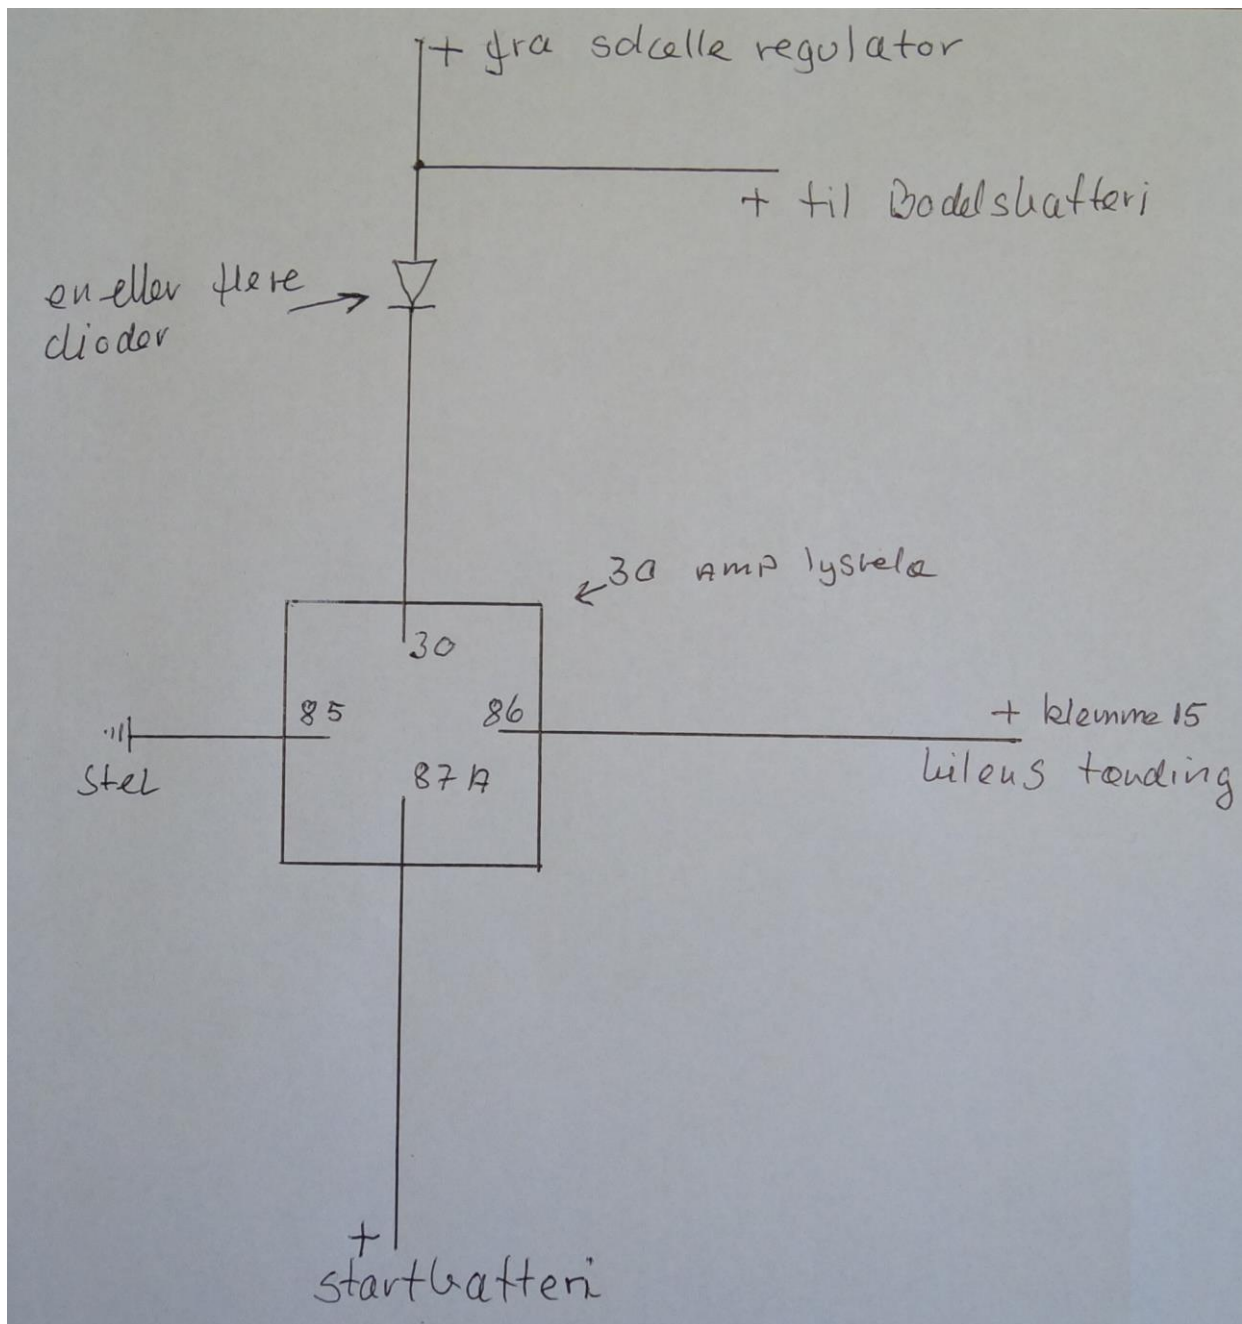 + fra solcelle regulator
+ til Bodelsbatteri
en eller flere
dioder
30 AMP lysrelæ
30
85
86
+ klemme 15
87A
Stel
bilens tænding
+
startbatteri